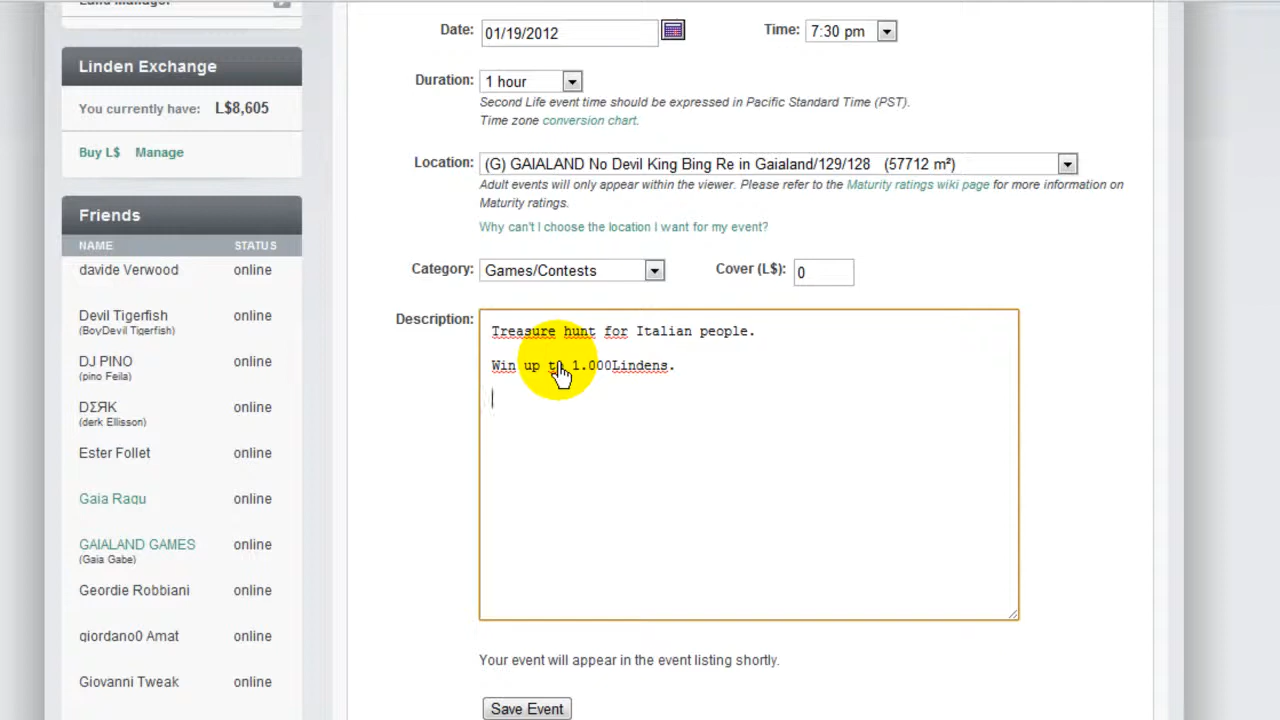 Land Manager
Linden Exchange
You currently have: L$8,605
Buy L$ Manage
Friends
NAME STATUS
davide Verwood online
Devil Tigerfish online
(BoyDevil Tigerfish)
DJ PINO online
(pino Feila)
DΣЯK online
(derk Ellisson)
Ester Follet online
Gaia Raqu online
GAIALAND GAMES online
(Gaia Gabe)
Geordie Robbiani online
giordano0 Amat online
Giovanni Tweak online
Date: 01/19/2012 Time: 7:30 pm
Duration: 1 hour
Second Life event time should be expressed in Pacific Standard Time (PST).
Time zone conversion chart.
Location: (G) GAIALAND No Devil King Bing Re in Gaialand/129/128 (57712 m²)
Adult events will only appear within the viewer. Please refer to the Maturity ratings wiki page for more information on
Maturity ratings.
Why can't I choose the location I want for my event?
Category: Games/Contests Cover (L$): 0
Description: Treasure hunt for Italian people.
Win up to 1.000Lindens.
Your event will appear in the event listing shortly.
Save Event